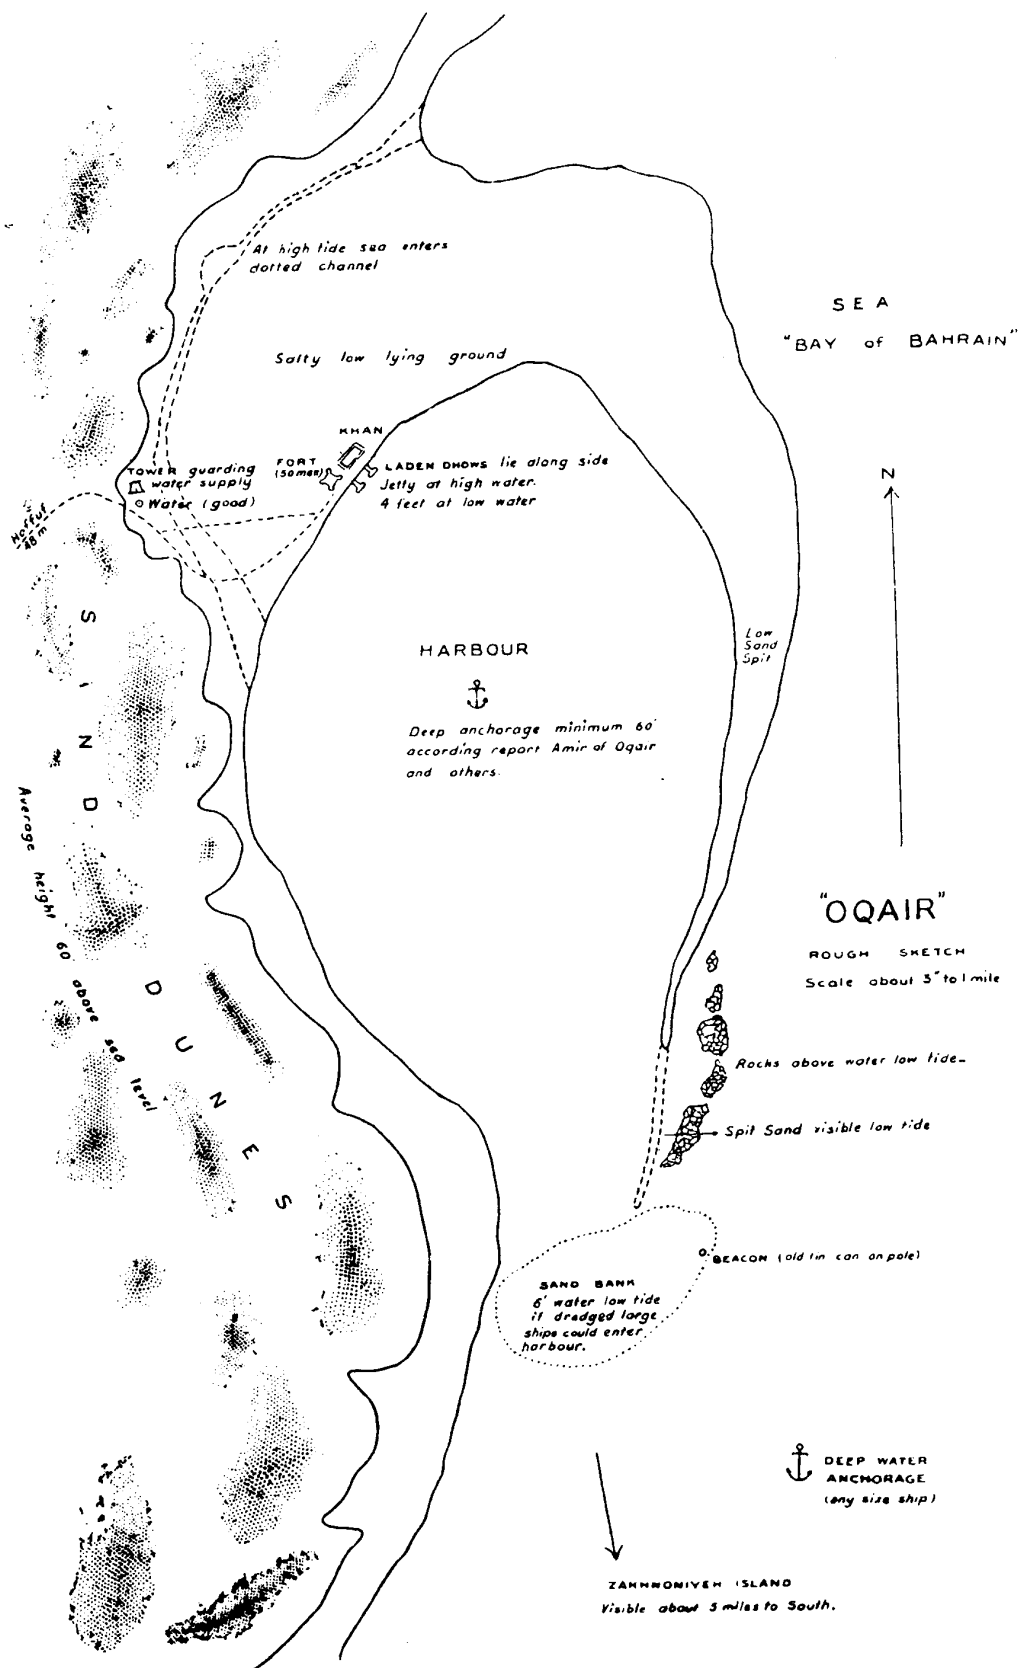 At high tide sea enters
dotted channel
SEA
"BAY of BAHRAIN"
Salty low lying ground
KHAN
FORT
(50 men)
LADEN DHOWS lie along side
Jetty at high water.
4 feet at low water
TOWER guarding
water supply
Water (good)
Hoffuf
48 m
N
SIND DUNES
Average height 60' above sea level
HARBOUR
Deep anchorage minimum 60'
according report Amir of Oqair
and others.
Low
Sand
Spit
"OQAIR"
ROUGH SKETCH
Scale about 3" to 1 mile
Rocks above water low tide
Spit Sand visible low tide
BEACON (old tin can on pole)
SAND BANK
6' water low tide
if dredged large
ships could enter
harbour.
DEEP WATER
ANCHORAGE
(any size ship)
ZAKHNONIYEH ISLAND
Visible about 5 miles to South.